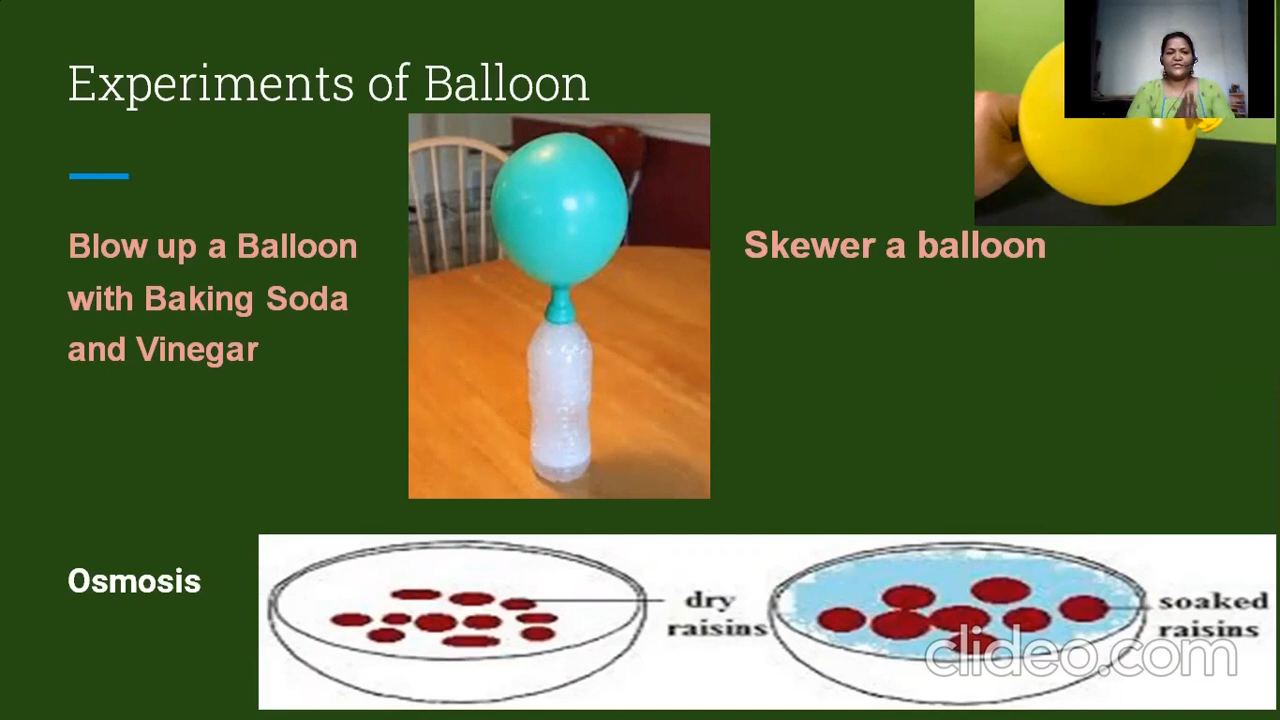 Experiments of Balloon
Blow up a Balloon
with Baking Soda
and Vinegar
Skewer a balloon
Osmosis
dry
raisins
soaked
raisins
clideo.com